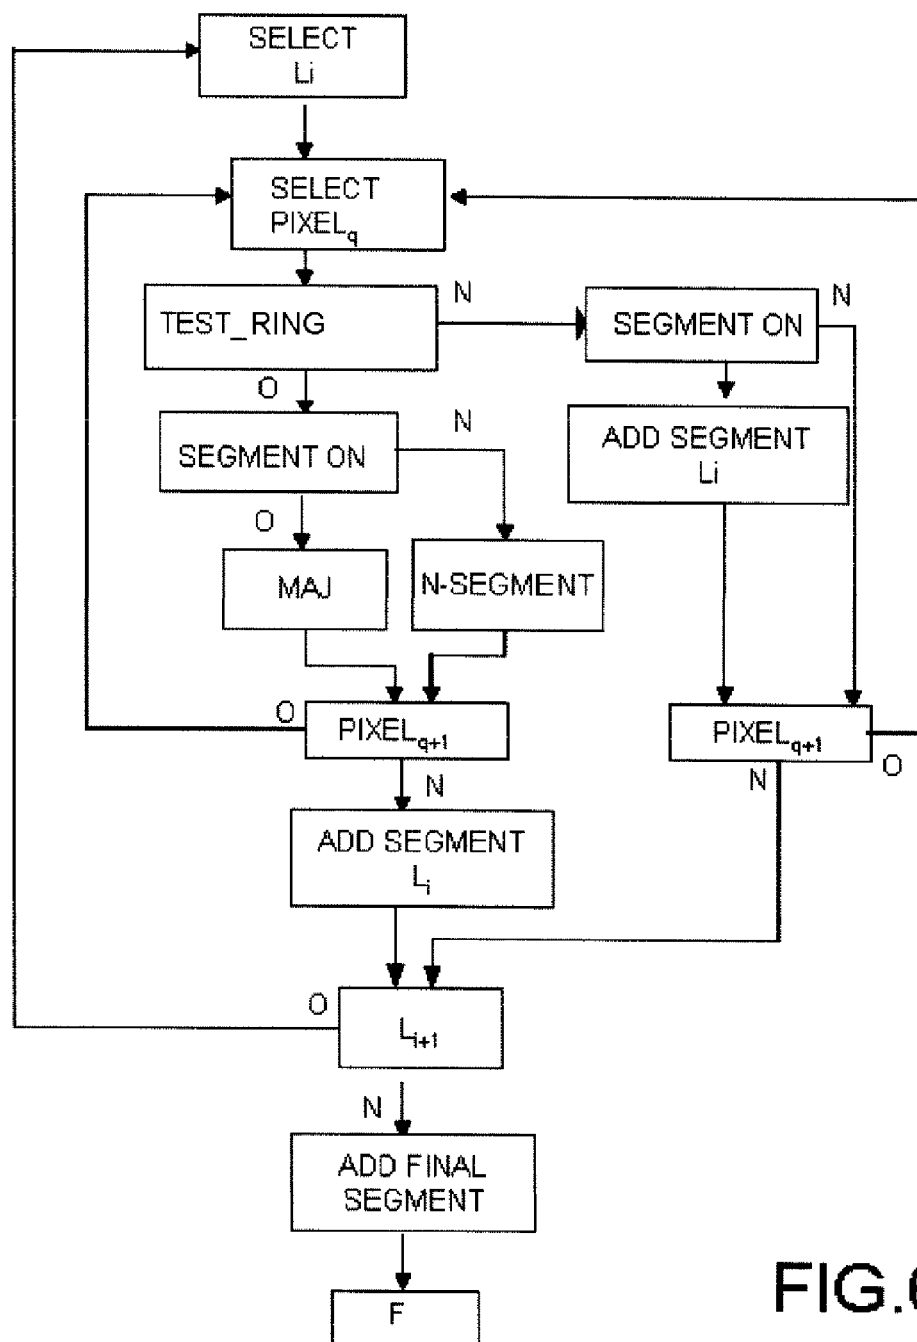 SELECT
Li
SELECT
PIXELq
TEST_RING
N
SEGMENT ON
N
O
SEGMENT ON
N
ADD SEGMENT
Li
O
MAJ
N-SEGMENT
O
PIXELq+1
PIXELq+1
O
N
N
ADD SEGMENT
Li
O
Li+1
N
ADD FINAL
SEGMENT
F
FIG.6